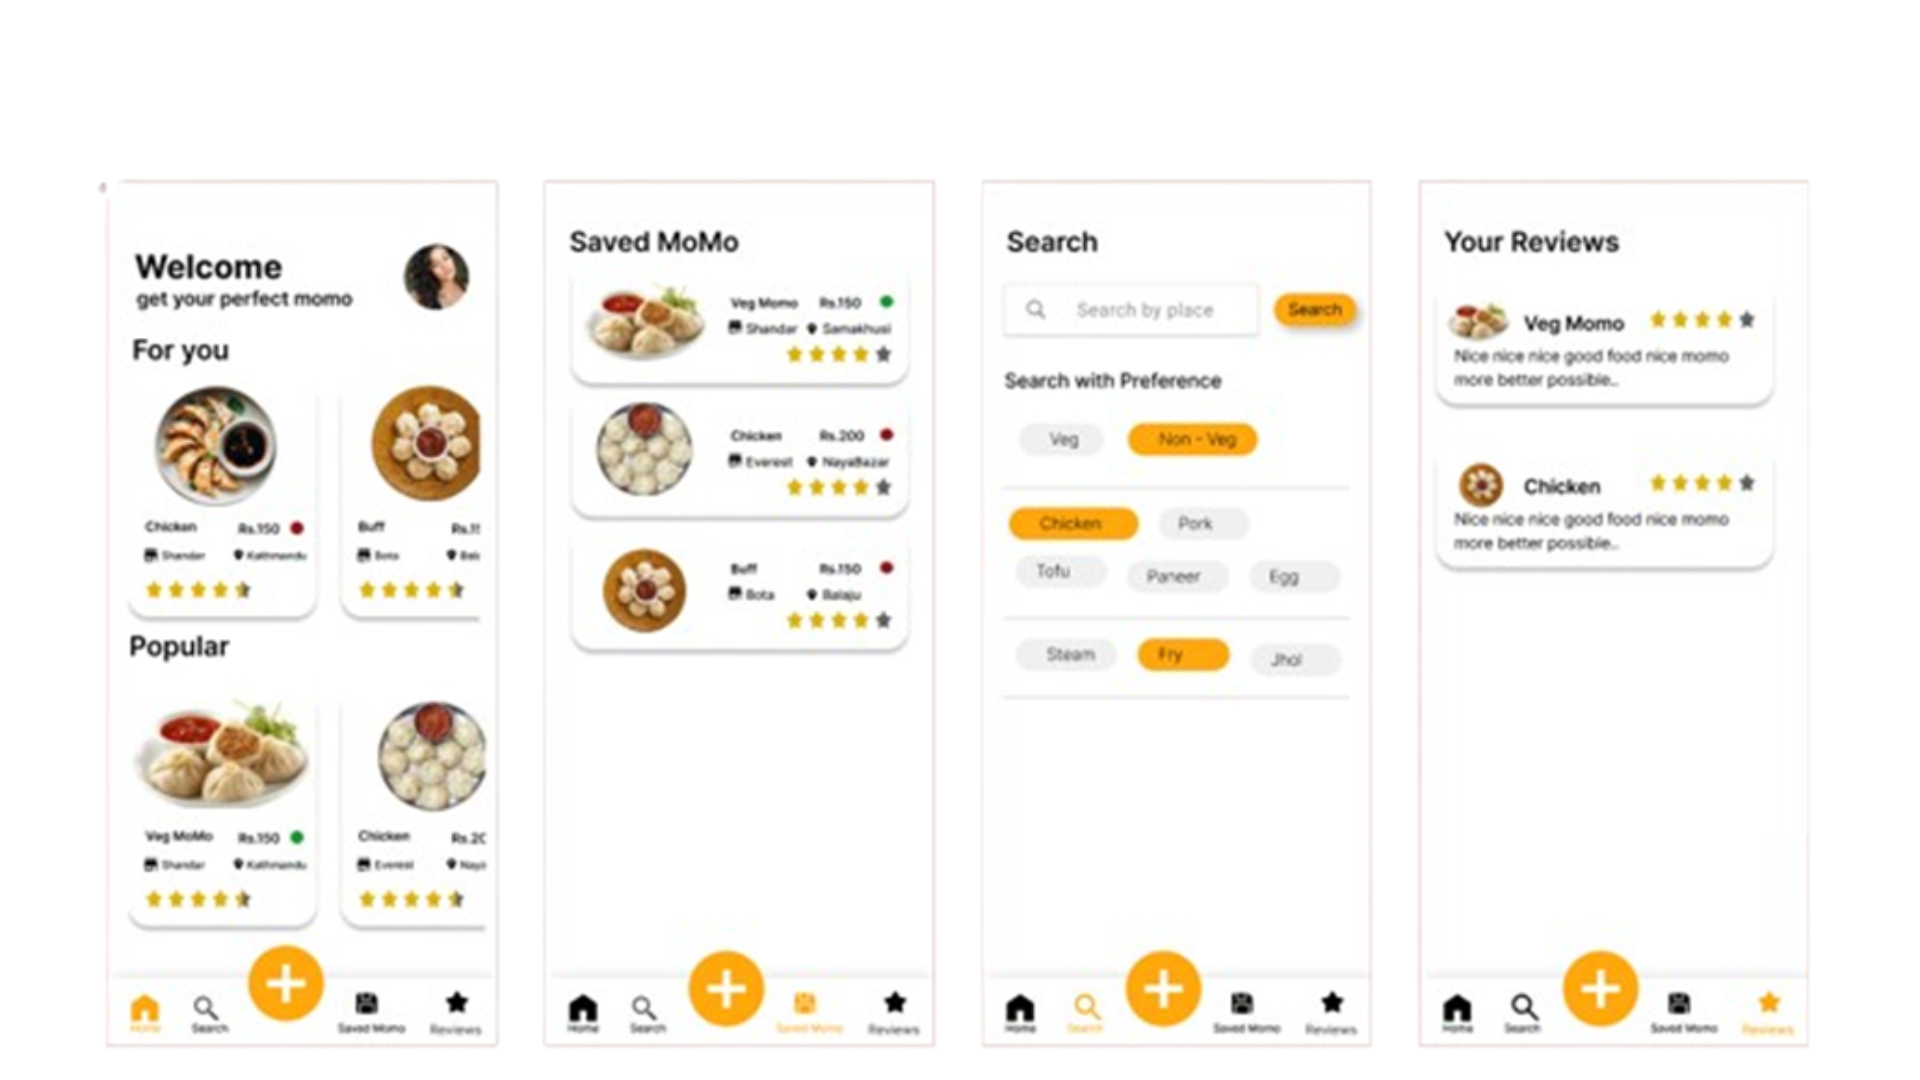 Welcome
get your perfect momo
For you
Chicken Rs.150
Shandar Kathmandu
Buff Rs.1
Bota
Popular
Veg MoMo Rs.150
Shandar Kathmandu
Chicken Rs.20
Everest Naya
Home Search Saved Momo Reviews
Saved MoMo
Veg Momo Rs.150
Shandar Samakhusi
Chicken Rs.200
Everest NayaBazar
Buff Rs.150
Bota Balaju
Home Search Saved Momo Reviews
Search
Search by place Search
Search with Preference
Veg Non - Veg
Chicken Pork
Tofu Paneer Egg
Steam Fry Jhol
Home Search Saved Momo Reviews
Your Reviews
Veg Momo
Nice nice nice good food nice momo
more better possible..
Chicken
Nice nice nice good food nice momo
more better possible..
Home Search Saved Momo Reviews